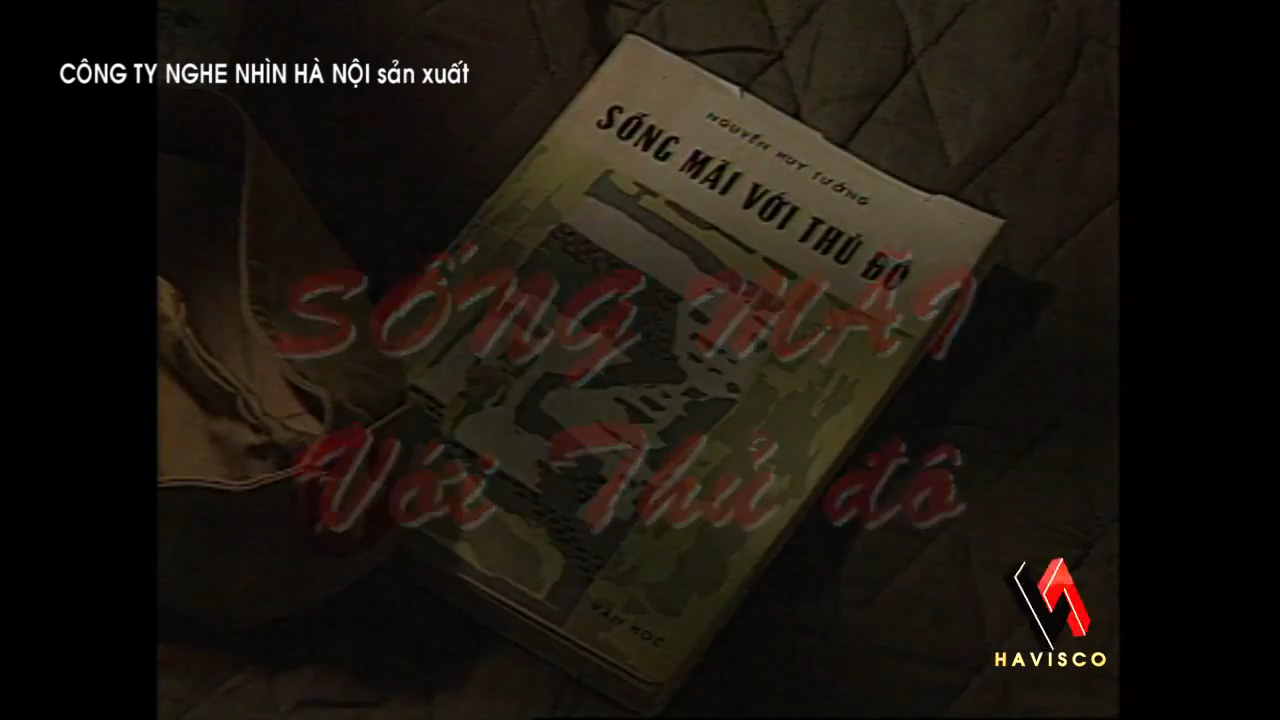 CÔNG TY NGHE NHÌN HÀ NỘI sản xuất
NGUYỄN HUY TƯỞNG
SỐNG MÃI VỚI THỦ ĐÔ
SỐNG MÃI
Với Thủ đô
VĂN HỌC
HAVISCO